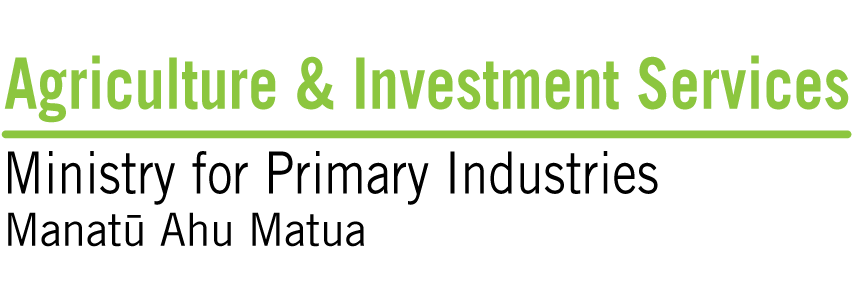 Agriculture & Investment Services
Ministry for Primary Industries
Manatū Ahu Matua